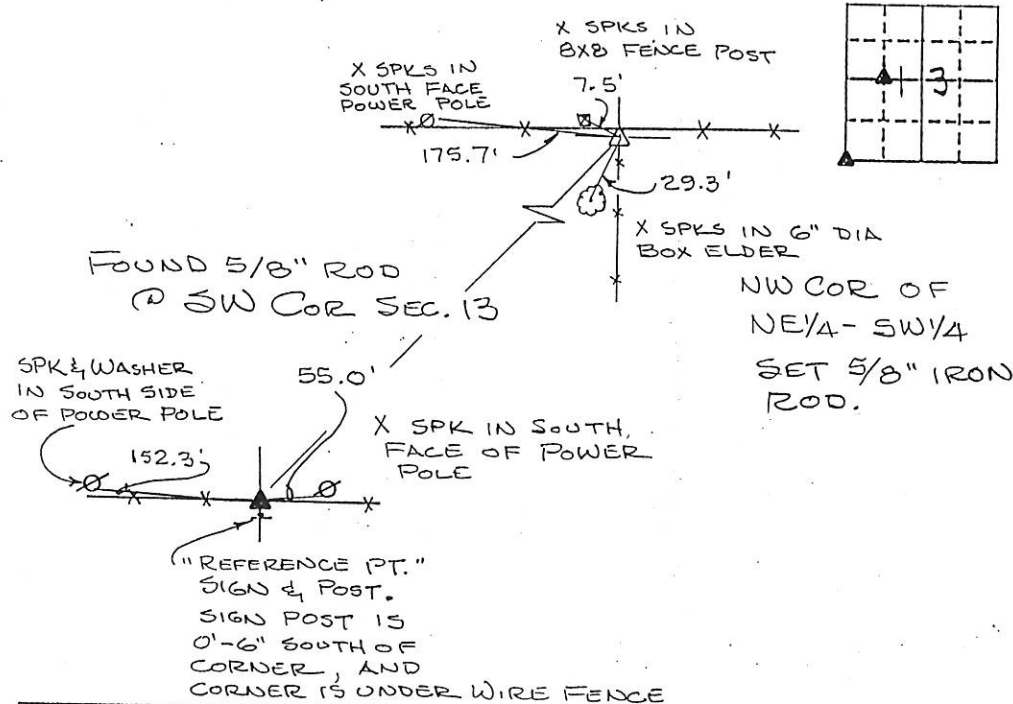 X SPKS IN
8X8 FENCE POST
7.5'
X SPKS IN
SOUTH FACE
POWER POLE
175.7'
29.3'
X SPKS IN 6" DIA
BOX ELDER
13
FOUND 5/8" ROD
@ SW COR SEC. 13
NW COR OF
NE1/4- SW1/4
SET 5/8" IRON
ROD.
SPK & WASHER
IN SOUTH SIDE
OF POWER POLE
152.3'
55.0'
X SPK IN SOUTH,
FACE OF POWER
POLE
"REFERENCE PT."
SIGN & POST.
SIGN POST IS
0'-6" SOUTH OF
CORNER, AND
CORNER IS UNDER WIRE FENCE